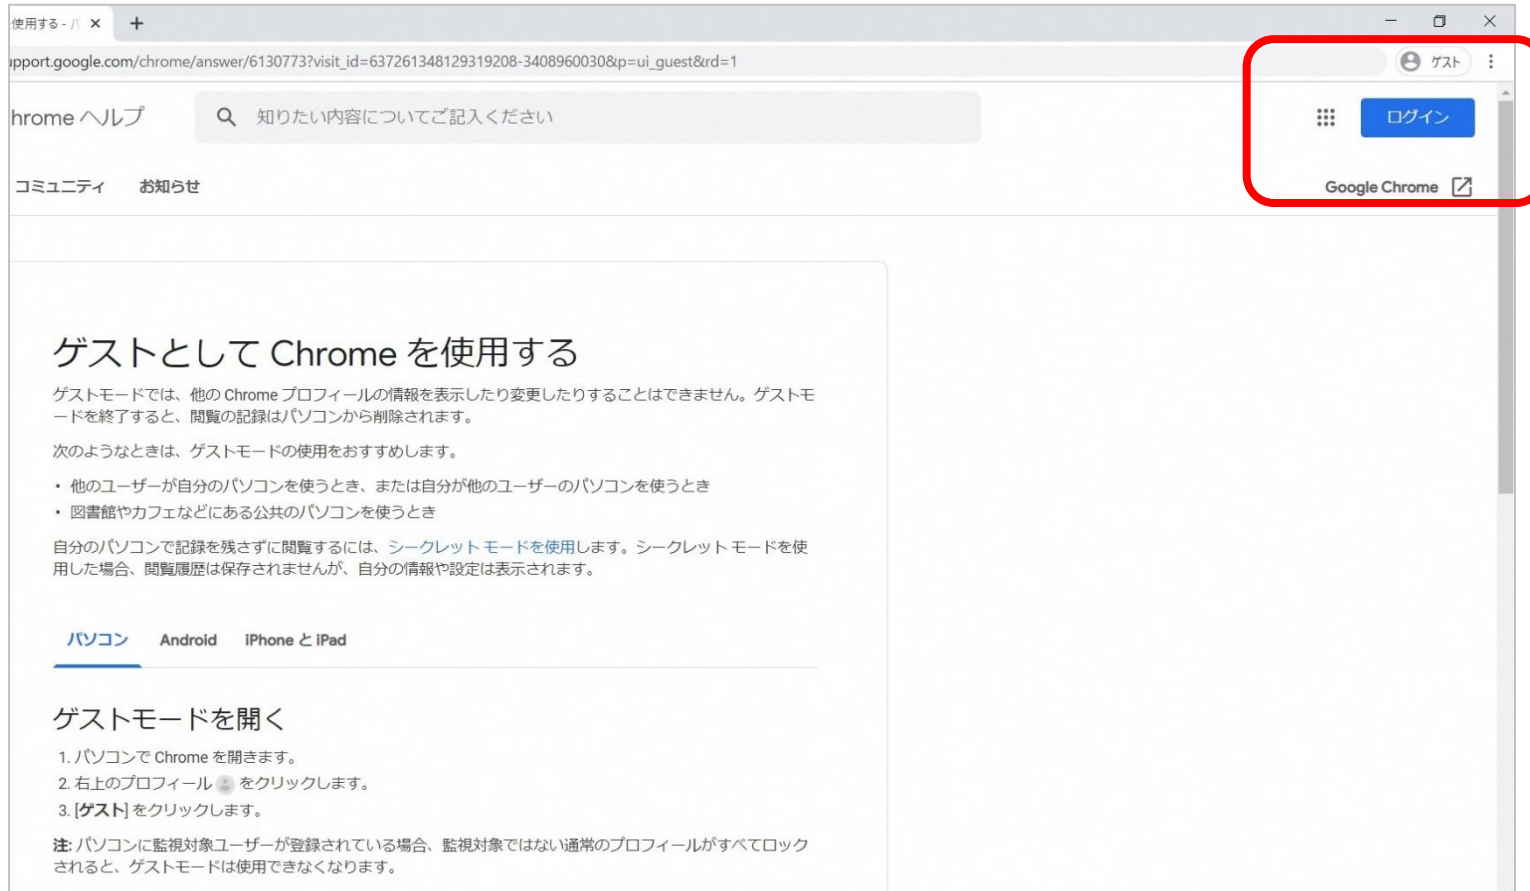 使用する - パ
upport.google.com/chrome/answer/6130773?visit_id=637261348129319208-3408960030&p=ui_guest&rd=1
ゲスト
hrome ヘルプ
知りたい内容についてご記入ください
ログイン
コミュニティ お知らせ
Google Chrome
ゲストとして Chrome を使用する
ゲストモードでは、他の Chrome プロフィールの情報を表示したり変更したりすることはできません。ゲストモ
ードを終了すると、閲覧の記録はパソコンから削除されます。
次のようなときは、ゲストモードの使用をおすすめします。
• 他のユーザーが自分のパソコンを使うとき、または自分が他のユーザーのパソコンを使うとき
• 図書館やカフェなどにある公共のパソコンを使うとき
自分のパソコンで記録を残さずに閲覧するには、シークレット モードを使用します。シークレット モードを使
用した場合、閲覧履歴は保存されませんが、自分の情報や設定は表示されます。
パソコン Android iPhone と iPad
ゲストモードを開く
1. パソコンで Chrome を開きます。
2. 右上のプロフィール をクリックします。
3. [ゲスト] をクリックします。
注: パソコンに監視対象ユーザーが登録されている場合、監視対象ではない通常のプロフィールがすべてロック
されると、ゲストモードは使用できなくなります。